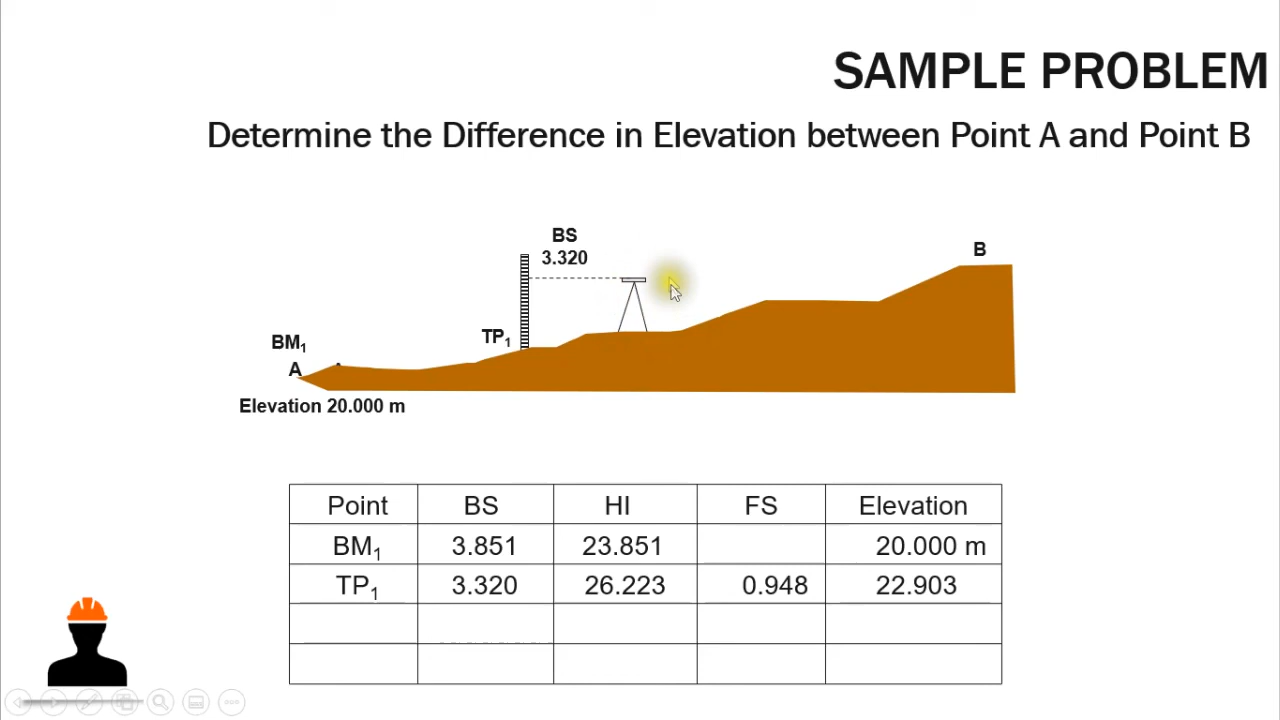 SAMPLE PROBLEM
Determine the Difference in Elevation between Point A and Point B
BS
3.320
B
TP1
BM1
A
Elevation 20.000 m
Point BS HI FS Elevation
BM1 3.851 23.851 20.000 m
TP1 3.320 26.223 0.948 22.903